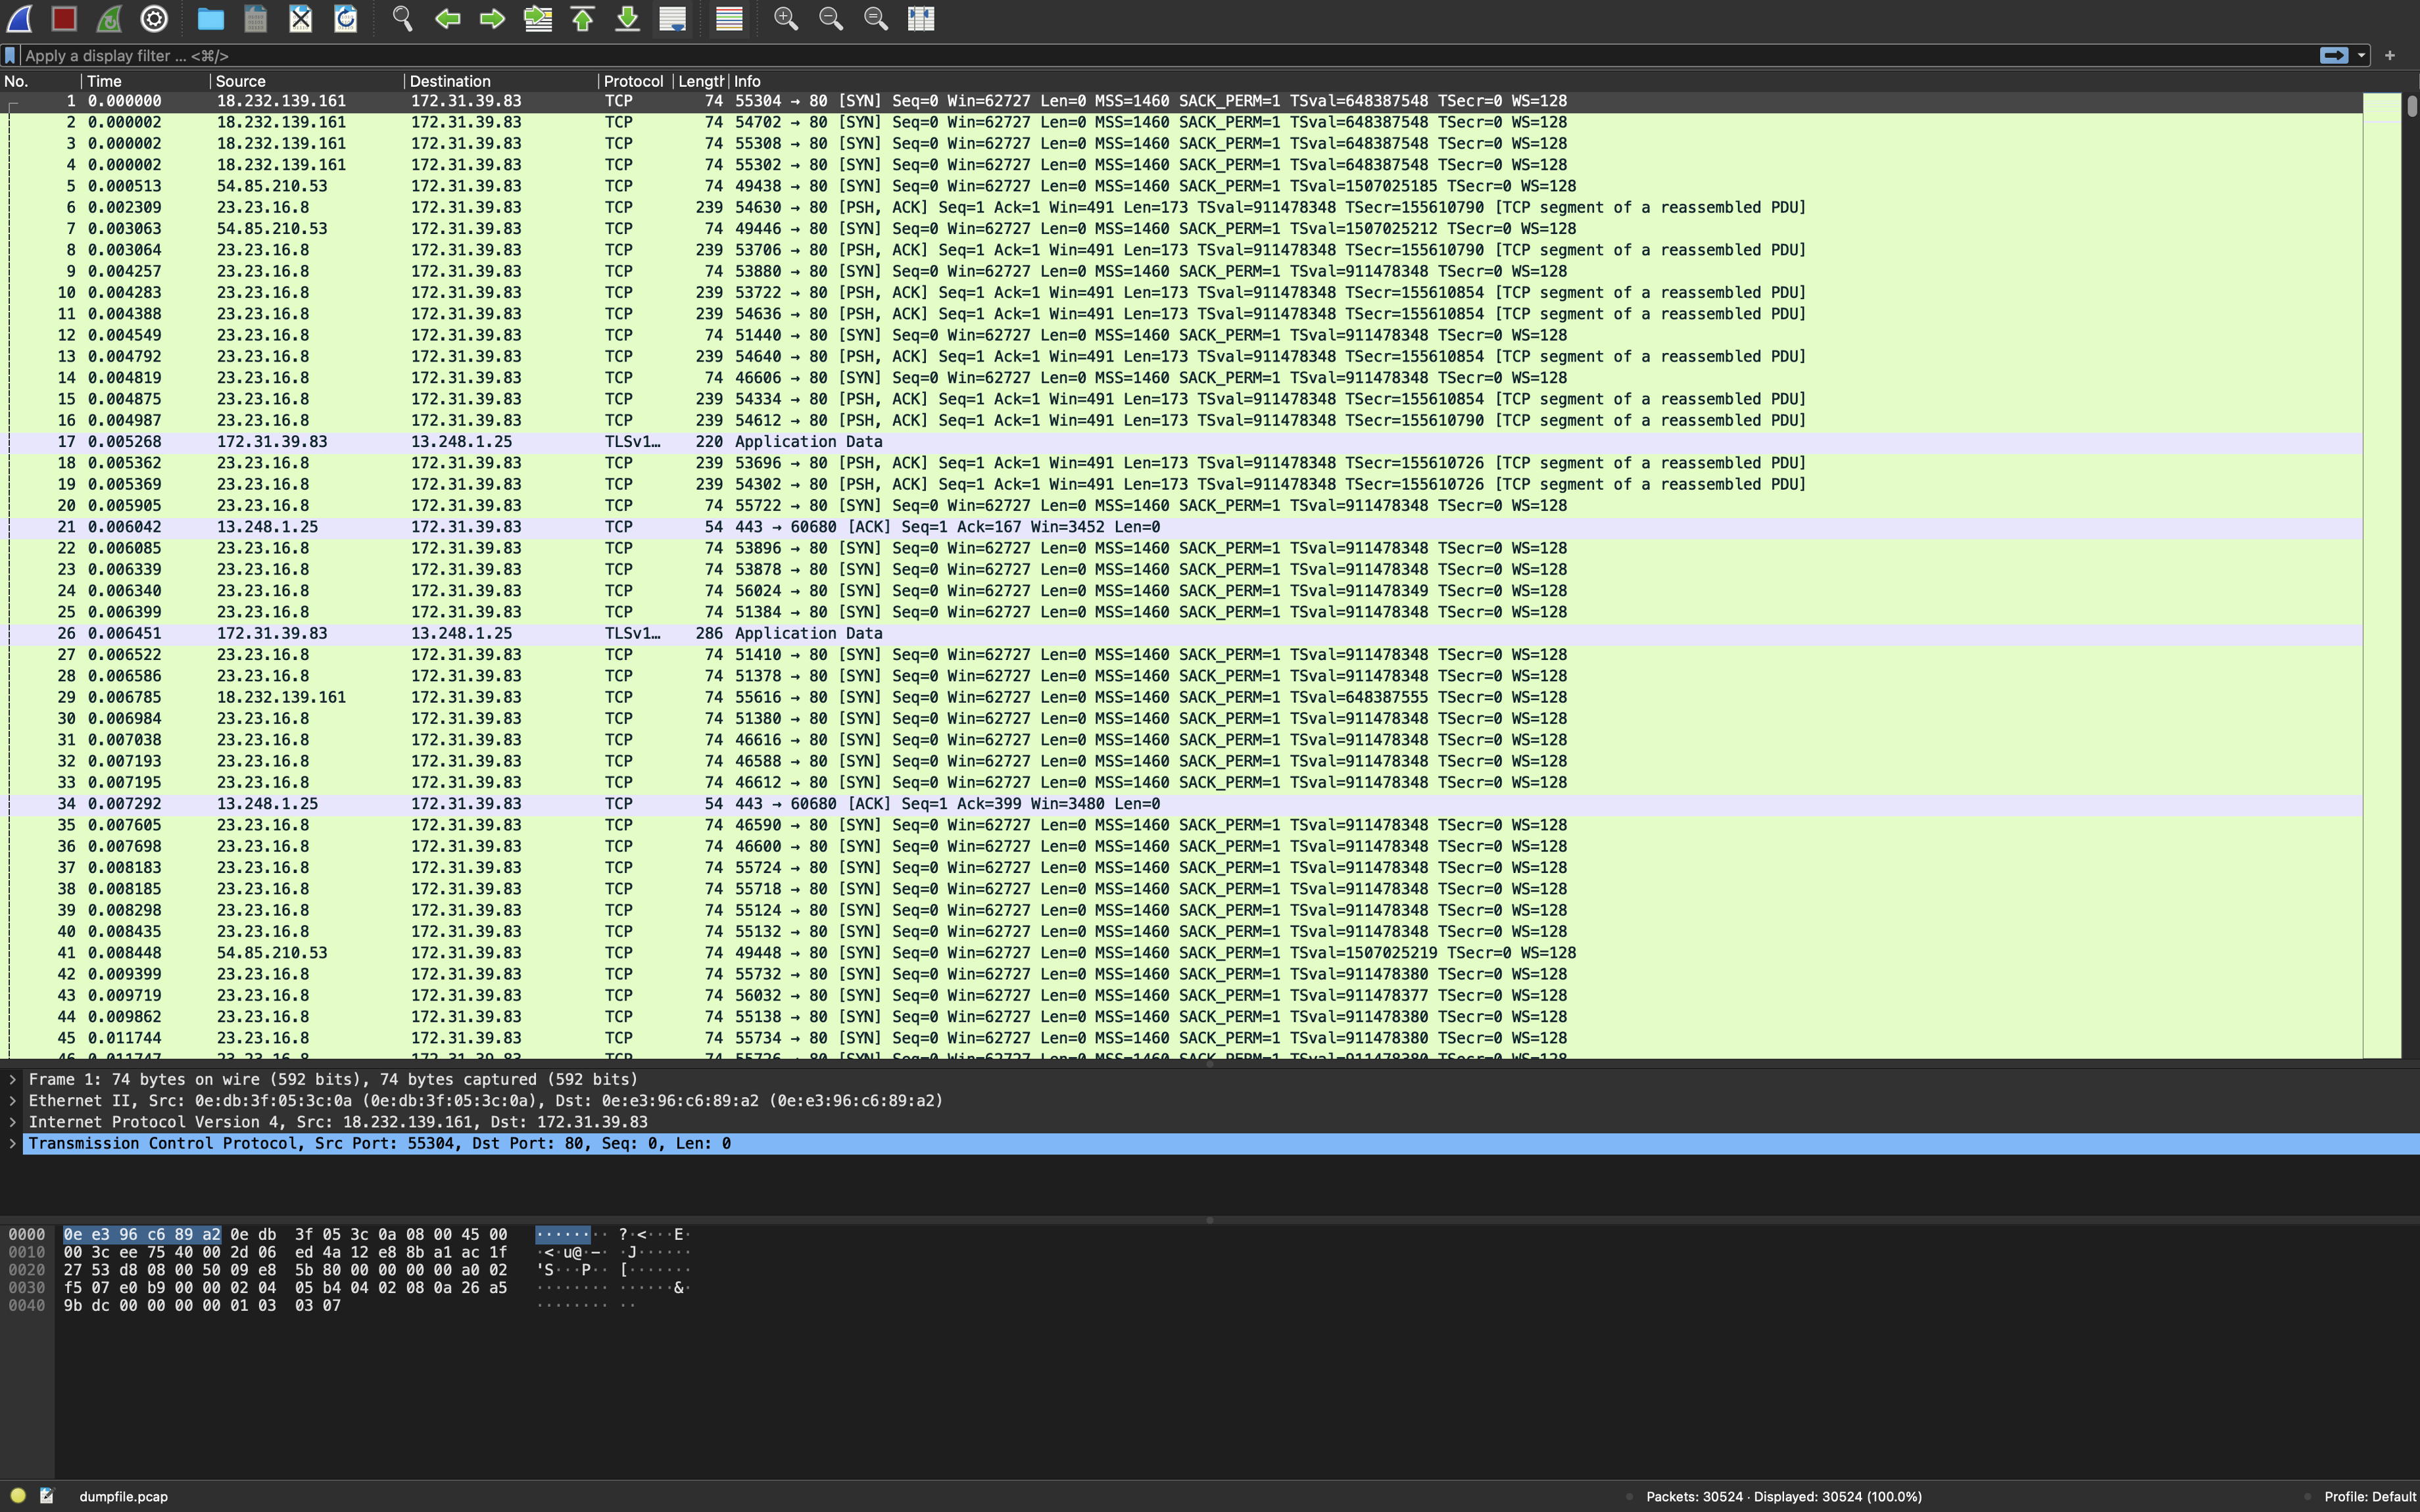 Apply a display filter ... <⌘/>
No. Time Source Destination Protocol Length Info
1 0.000000 18.232.139.161 172.31.39.83 TCP 74 55304 → 80 [SYN] Seq=0 Win=62727 Len=0 MSS=1460 SACK_PERM=1 TSval=648387548 TSecr=0 WS=128
2 0.000002 18.232.139.161 172.31.39.83 TCP 74 54702 → 80 [SYN] Seq=0 Win=62727 Len=0 MSS=1460 SACK_PERM=1 TSval=648387548 TSecr=0 WS=128
3 0.000002 18.232.139.161 172.31.39.83 TCP 74 55308 → 80 [SYN] Seq=0 Win=62727 Len=0 MSS=1460 SACK_PERM=1 TSval=648387548 TSecr=0 WS=128
4 0.000002 18.232.139.161 172.31.39.83 TCP 74 55302 → 80 [SYN] Seq=0 Win=62727 Len=0 MSS=1460 SACK_PERM=1 TSval=648387548 TSecr=0 WS=128
5 0.000513 54.85.210.53 172.31.39.83 TCP 74 49438 → 80 [SYN] Seq=0 Win=62727 Len=0 MSS=1460 SACK_PERM=1 TSval=1507025185 TSecr=0 WS=128
6 0.002309 23.23.16.8 172.31.39.83 TCP 239 54630 → 80 [PSH, ACK] Seq=1 Ack=1 Win=491 Len=173 TSval=911478348 TSecr=155610790 [TCP segment of a reassembled PDU]
7 0.003063 54.85.210.53 172.31.39.83 TCP 74 49446 → 80 [SYN] Seq=0 Win=62727 Len=0 MSS=1460 SACK_PERM=1 TSval=1507025212 TSecr=0 WS=128
8 0.003064 23.23.16.8 172.31.39.83 TCP 239 53706 → 80 [PSH, ACK] Seq=1 Ack=1 Win=491 Len=173 TSval=911478348 TSecr=155610790 [TCP segment of a reassembled PDU]
9 0.004257 23.23.16.8 172.31.39.83 TCP 74 53880 → 80 [SYN] Seq=0 Win=62727 Len=0 MSS=1460 SACK_PERM=1 TSval=911478348 TSecr=0 WS=128
10 0.004283 23.23.16.8 172.31.39.83 TCP 239 53722 → 80 [PSH, ACK] Seq=1 Ack=1 Win=491 Len=173 TSval=911478348 TSecr=155610854 [TCP segment of a reassembled PDU]
11 0.004388 23.23.16.8 172.31.39.83 TCP 239 54636 → 80 [PSH, ACK] Seq=1 Ack=1 Win=491 Len=173 TSval=911478348 TSecr=155610854 [TCP segment of a reassembled PDU]
12 0.004549 23.23.16.8 172.31.39.83 TCP 74 51440 → 80 [SYN] Seq=0 Win=62727 Len=0 MSS=1460 SACK_PERM=1 TSval=911478348 TSecr=0 WS=128
13 0.004792 23.23.16.8 172.31.39.83 TCP 239 54640 → 80 [PSH, ACK] Seq=1 Ack=1 Win=491 Len=173 TSval=911478348 TSecr=155610854 [TCP segment of a reassembled PDU]
14 0.004819 23.23.16.8 172.31.39.83 TCP 74 46606 → 80 [SYN] Seq=0 Win=62727 Len=0 MSS=1460 SACK_PERM=1 TSval=911478348 TSecr=0 WS=128
15 0.004875 23.23.16.8 172.31.39.83 TCP 239 54334 → 80 [PSH, ACK] Seq=1 Ack=1 Win=491 Len=173 TSval=911478348 TSecr=155610854 [TCP segment of a reassembled PDU]
16 0.004987 23.23.16.8 172.31.39.83 TCP 239 54612 → 80 [PSH, ACK] Seq=1 Ack=1 Win=491 Len=173 TSval=911478348 TSecr=155610790 [TCP segment of a reassembled PDU]
17 0.005268 172.31.39.83 13.248.1.25 TLSv1… 220 Application Data
18 0.005362 23.23.16.8 172.31.39.83 TCP 239 53696 → 80 [PSH, ACK] Seq=1 Ack=1 Win=491 Len=173 TSval=911478348 TSecr=155610726 [TCP segment of a reassembled PDU]
19 0.005369 23.23.16.8 172.31.39.83 TCP 239 54302 → 80 [PSH, ACK] Seq=1 Ack=1 Win=491 Len=173 TSval=911478348 TSecr=155610726 [TCP segment of a reassembled PDU]
20 0.005905 23.23.16.8 172.31.39.83 TCP 74 55722 → 80 [SYN] Seq=0 Win=62727 Len=0 MSS=1460 SACK_PERM=1 TSval=911478348 TSecr=0 WS=128
21 0.006042 13.248.1.25 172.31.39.83 TCP 54 443 → 60680 [ACK] Seq=1 Ack=167 Win=3452 Len=0
22 0.006085 23.23.16.8 172.31.39.83 TCP 74 53896 → 80 [SYN] Seq=0 Win=62727 Len=0 MSS=1460 SACK_PERM=1 TSval=911478348 TSecr=0 WS=128
23 0.006339 23.23.16.8 172.31.39.83 TCP 74 53878 → 80 [SYN] Seq=0 Win=62727 Len=0 MSS=1460 SACK_PERM=1 TSval=911478348 TSecr=0 WS=128
24 0.006340 23.23.16.8 172.31.39.83 TCP 74 56024 → 80 [SYN] Seq=0 Win=62727 Len=0 MSS=1460 SACK_PERM=1 TSval=911478349 TSecr=0 WS=128
25 0.006399 23.23.16.8 172.31.39.83 TCP 74 51384 → 80 [SYN] Seq=0 Win=62727 Len=0 MSS=1460 SACK_PERM=1 TSval=911478348 TSecr=0 WS=128
26 0.006451 172.31.39.83 13.248.1.25 TLSv1… 286 Application Data
27 0.006522 23.23.16.8 172.31.39.83 TCP 74 51410 → 80 [SYN] Seq=0 Win=62727 Len=0 MSS=1460 SACK_PERM=1 TSval=911478348 TSecr=0 WS=128
28 0.006586 23.23.16.8 172.31.39.83 TCP 74 51378 → 80 [SYN] Seq=0 Win=62727 Len=0 MSS=1460 SACK_PERM=1 TSval=911478348 TSecr=0 WS=128
29 0.006785 18.232.139.161 172.31.39.83 TCP 74 55616 → 80 [SYN] Seq=0 Win=62727 Len=0 MSS=1460 SACK_PERM=1 TSval=648387555 TSecr=0 WS=128
30 0.006984 23.23.16.8 172.31.39.83 TCP 74 51380 → 80 [SYN] Seq=0 Win=62727 Len=0 MSS=1460 SACK_PERM=1 TSval=911478348 TSecr=0 WS=128
31 0.007038 23.23.16.8 172.31.39.83 TCP 74 46616 → 80 [SYN] Seq=0 Win=62727 Len=0 MSS=1460 SACK_PERM=1 TSval=911478348 TSecr=0 WS=128
32 0.007193 23.23.16.8 172.31.39.83 TCP 74 46588 → 80 [SYN] Seq=0 Win=62727 Len=0 MSS=1460 SACK_PERM=1 TSval=911478348 TSecr=0 WS=128
33 0.007195 23.23.16.8 172.31.39.83 TCP 74 46612 → 80 [SYN] Seq=0 Win=62727 Len=0 MSS=1460 SACK_PERM=1 TSval=911478348 TSecr=0 WS=128
34 0.007292 13.248.1.25 172.31.39.83 TCP 54 443 → 60680 [ACK] Seq=1 Ack=399 Win=3480 Len=0
35 0.007605 23.23.16.8 172.31.39.83 TCP 74 46590 → 80 [SYN] Seq=0 Win=62727 Len=0 MSS=1460 SACK_PERM=1 TSval=911478348 TSecr=0 WS=128
36 0.007698 23.23.16.8 172.31.39.83 TCP 74 46600 → 80 [SYN] Seq=0 Win=62727 Len=0 MSS=1460 SACK_PERM=1 TSval=911478348 TSecr=0 WS=128
37 0.008183 23.23.16.8 172.31.39.83 TCP 74 55724 → 80 [SYN] Seq=0 Win=62727 Len=0 MSS=1460 SACK_PERM=1 TSval=911478348 TSecr=0 WS=128
38 0.008185 23.23.16.8 172.31.39.83 TCP 74 55718 → 80 [SYN] Seq=0 Win=62727 Len=0 MSS=1460 SACK_PERM=1 TSval=911478348 TSecr=0 WS=128
39 0.008298 23.23.16.8 172.31.39.83 TCP 74 55124 → 80 [SYN] Seq=0 Win=62727 Len=0 MSS=1460 SACK_PERM=1 TSval=911478348 TSecr=0 WS=128
40 0.008435 23.23.16.8 172.31.39.83 TCP 74 55132 → 80 [SYN] Seq=0 Win=62727 Len=0 MSS=1460 SACK_PERM=1 TSval=911478348 TSecr=0 WS=128
41 0.008448 54.85.210.53 172.31.39.83 TCP 74 49448 → 80 [SYN] Seq=0 Win=62727 Len=0 MSS=1460 SACK_PERM=1 TSval=1507025219 TSecr=0 WS=128
42 0.009399 23.23.16.8 172.31.39.83 TCP 74 55732 → 80 [SYN] Seq=0 Win=62727 Len=0 MSS=1460 SACK_PERM=1 TSval=911478380 TSecr=0 WS=128
43 0.009719 23.23.16.8 172.31.39.83 TCP 74 56032 → 80 [SYN] Seq=0 Win=62727 Len=0 MSS=1460 SACK_PERM=1 TSval=911478377 TSecr=0 WS=128
44 0.009862 23.23.16.8 172.31.39.83 TCP 74 55138 → 80 [SYN] Seq=0 Win=62727 Len=0 MSS=1460 SACK_PERM=1 TSval=911478380 TSecr=0 WS=128
45 0.011744 23.23.16.8 172.31.39.83 TCP 74 55734 → 80 [SYN] Seq=0 Win=62727 Len=0 MSS=1460 SACK_PERM=1 TSval=911478380 TSecr=0 WS=128
46 0.011747 23.23.16.8 172.31.39.83 TCP 74 55726 → 80 [SYN] Seq=0 Win=62727 Len=0 MSS=1460 SACK_PERM=1 TSval=911478380 TSecr=0 WS=128
Frame 1: 74 bytes on wire (592 bits), 74 bytes captured (592 bits)
Ethernet II, Src: 0e:db:3f:05:3c:0a (0e:db:3f:05:3c:0a), Dst: 0e:e3:96:c6:89:a2 (0e:e3:96:c6:89:a2)
Internet Protocol Version 4, Src: 18.232.139.161, Dst: 172.31.39.83
Transmission Control Protocol, Src Port: 55304, Dst Port: 80, Seq: 0, Len: 0
0000 0e e3 96 c6 89 a2 0e db 3f 05 3c 0a 08 00 45 00 ········ ?·<···E·
0010 00 3c ee 75 40 00 2d 06 ed 4a 12 e8 8b a1 ac 1f ·<·u@·-· ·J······
0020 27 53 d8 08 00 50 09 e8 5b 80 00 00 00 00 a0 02 'S···P·· [·······
0030 f5 07 e0 b9 00 00 02 04 05 b4 04 02 08 0a 26 a5 ········ ······&·
0040 9b dc 00 00 00 00 01 03 03 07 ········ ··
dumpfile.pcap
Packets: 30524 · Displayed: 30524 (100.0%)
Profile: Default